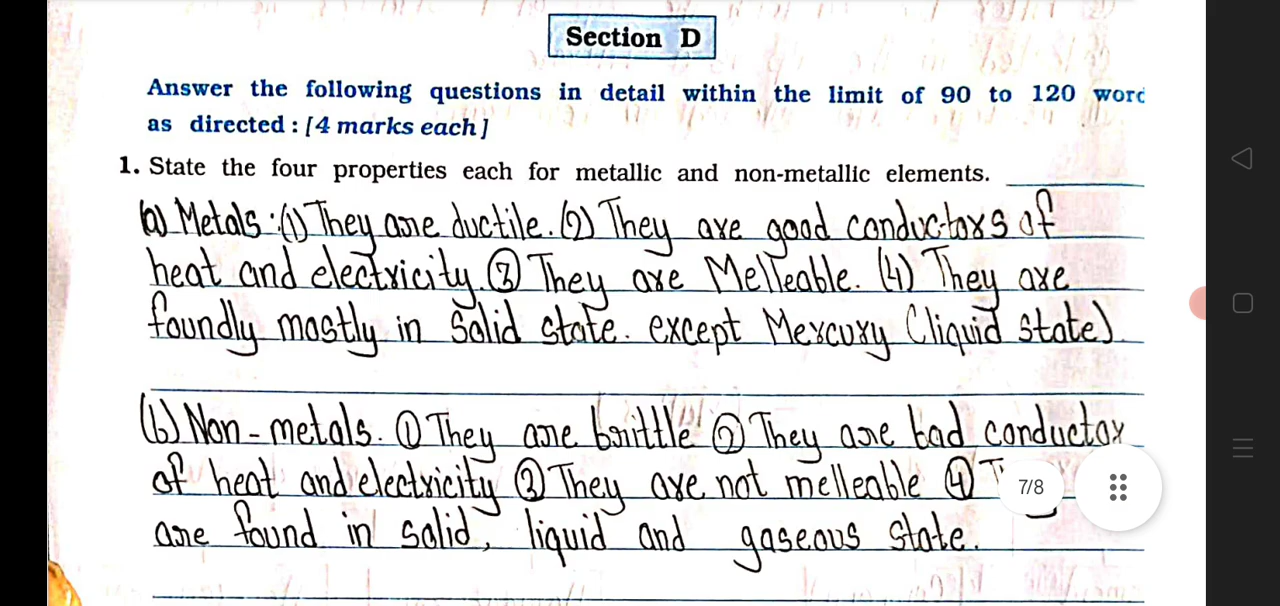 Section D
Answer the following questions in detail within the limit of 90 to 120 word
as directed : [4 marks each]
1. State the four properties each for metallic and non-metallic elements.
(a) Metals :(1) They are ductile. (2) They are good conductors of
heat and electricity. (3) They are Melleable. (4) They are
foundly mostly in Solid state. except Mercury (liquid state).
(b) Non-metals. (1) They are brittle (2) They are bad conductor
of heat and electricity (3) They are not melleable (4)
7/8
are found in solid, liquid and gaseous state.